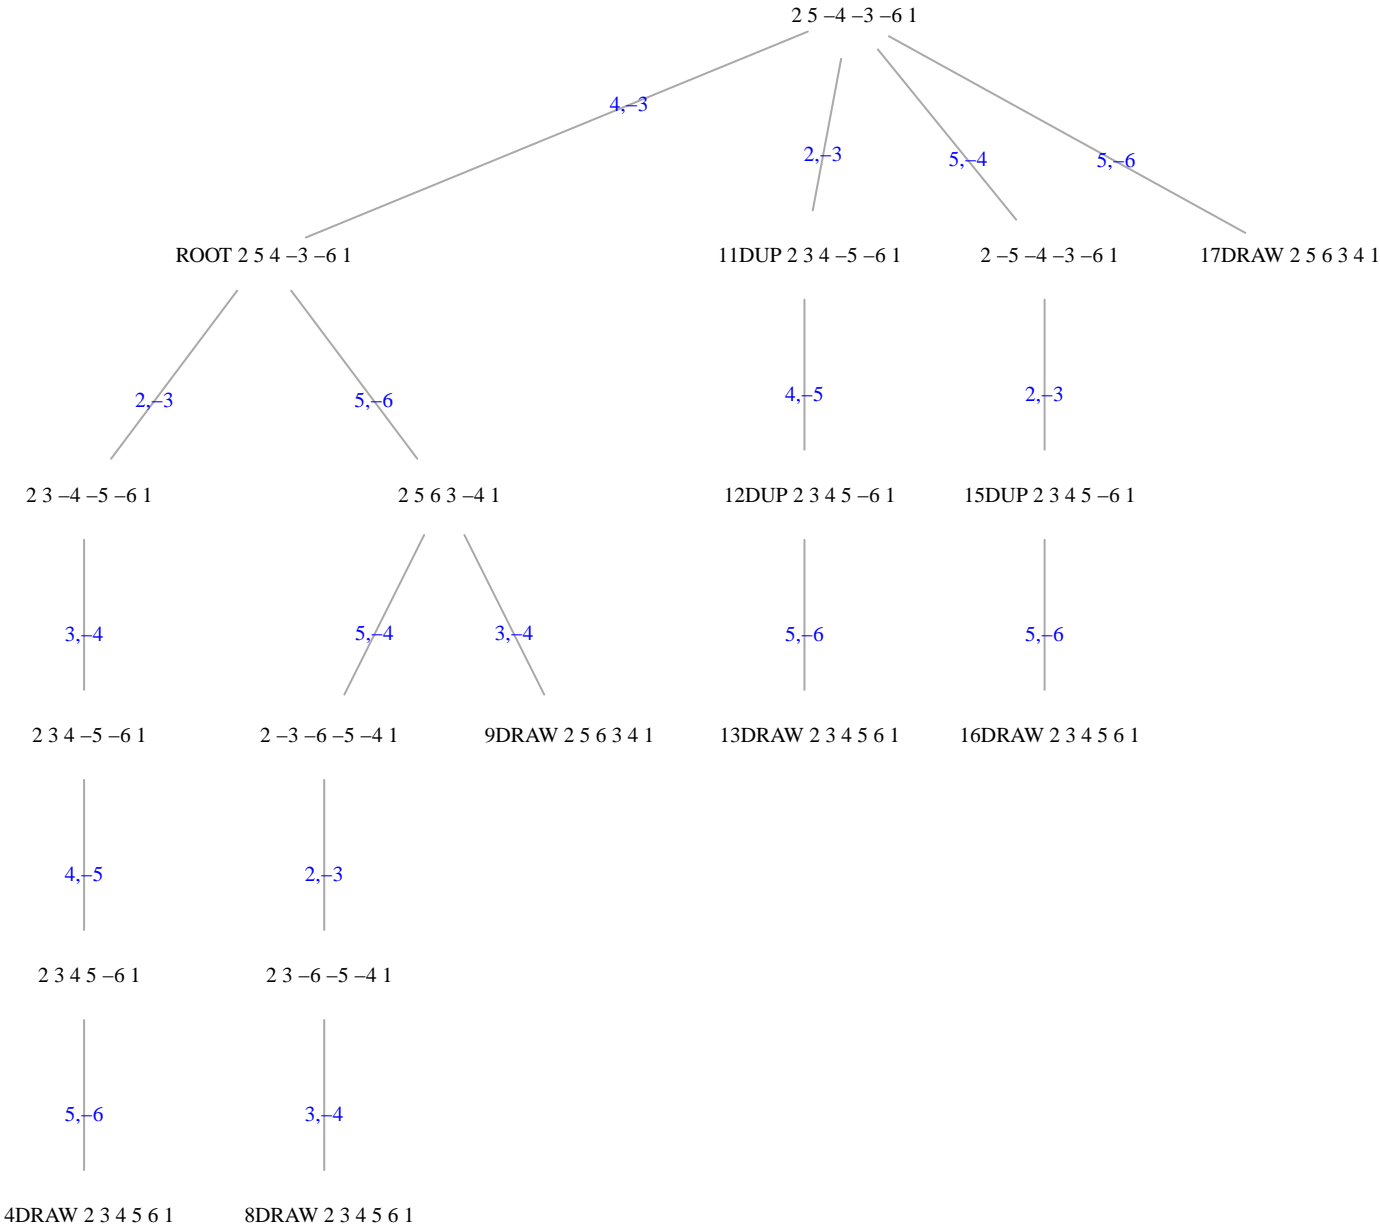 2 5 –4 –3 –6 1
4,–3
2,–3
5,–4
5,–6
ROOT 2 5 4 –3 –6 1
11DUP 2 3 4 –5 –6 1
2 –5 –4 –3 –6 1
17DRAW 2 5 6 3 4 1
2,–3
5,–6
4,–5
2,–3
2 3 –4 –5 –6 1
2 5 6 3 –4 1
12DUP 2 3 4 5 –6 1
15DUP 2 3 4 5 –6 1
3,–4
5,–4
3,–4
5,–6
5,–6
2 3 4 –5 –6 1
2 –3 –6 –5 –4 1
9DRAW 2 5 6 3 4 1
13DRAW 2 3 4 5 6 1
16DRAW 2 3 4 5 6 1
4,–5
2,–3
2 3 4 5 –6 1
2 3 –6 –5 –4 1
5,–6
3,–4
4DRAW 2 3 4 5 6 1
8DRAW 2 3 4 5 6 1